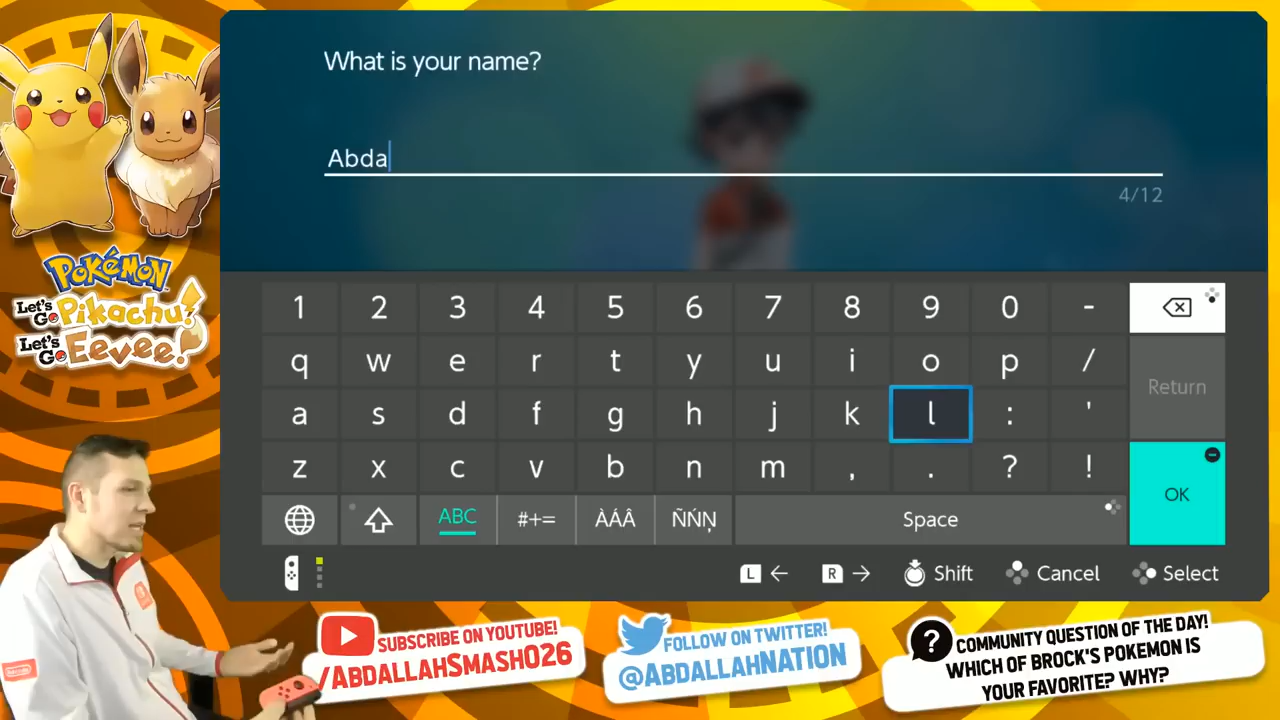 What is your name?
Abda
4/12
1 2 3 4 5 6 7 8 9 0 -
q w e r t y u i o p /
Return
a s d f g h j k l : '
z x c v b n m , . ? !
OK
ABC #+= ÀÁÂ ÑŃŅ Space
L ← R → Shift Cancel Select
POKÉMON
Let's Go Pikachu!
Let's Go Eevee!
SUBSCRIBE ON YOUTUBE!
/ABDALLAHSMASH026
FOLLOW ON TWITTER!
@ABDALLAHNATION
? COMMUNITY QUESTION OF THE DAY!
WHICH OF BROCK'S POKEMON IS
YOUR FAVORITE? WHY?